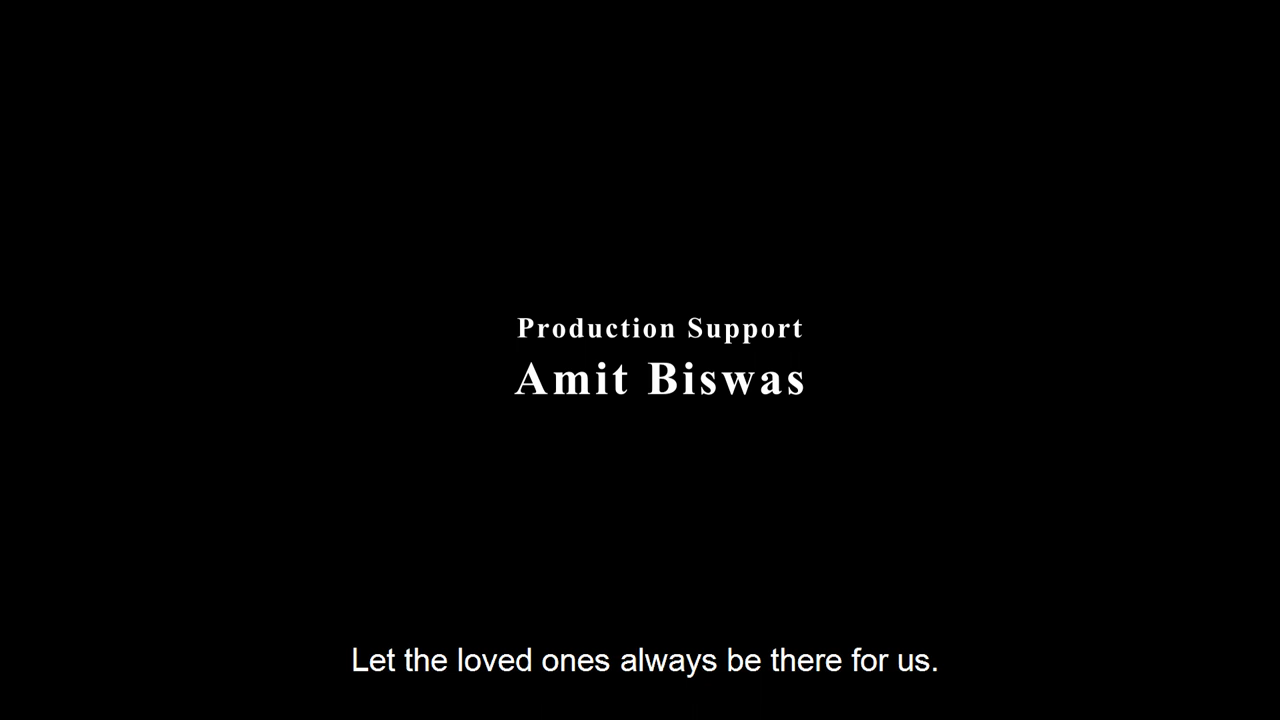 Production Support
Amit Biswas
Let the loved ones always be there for us.